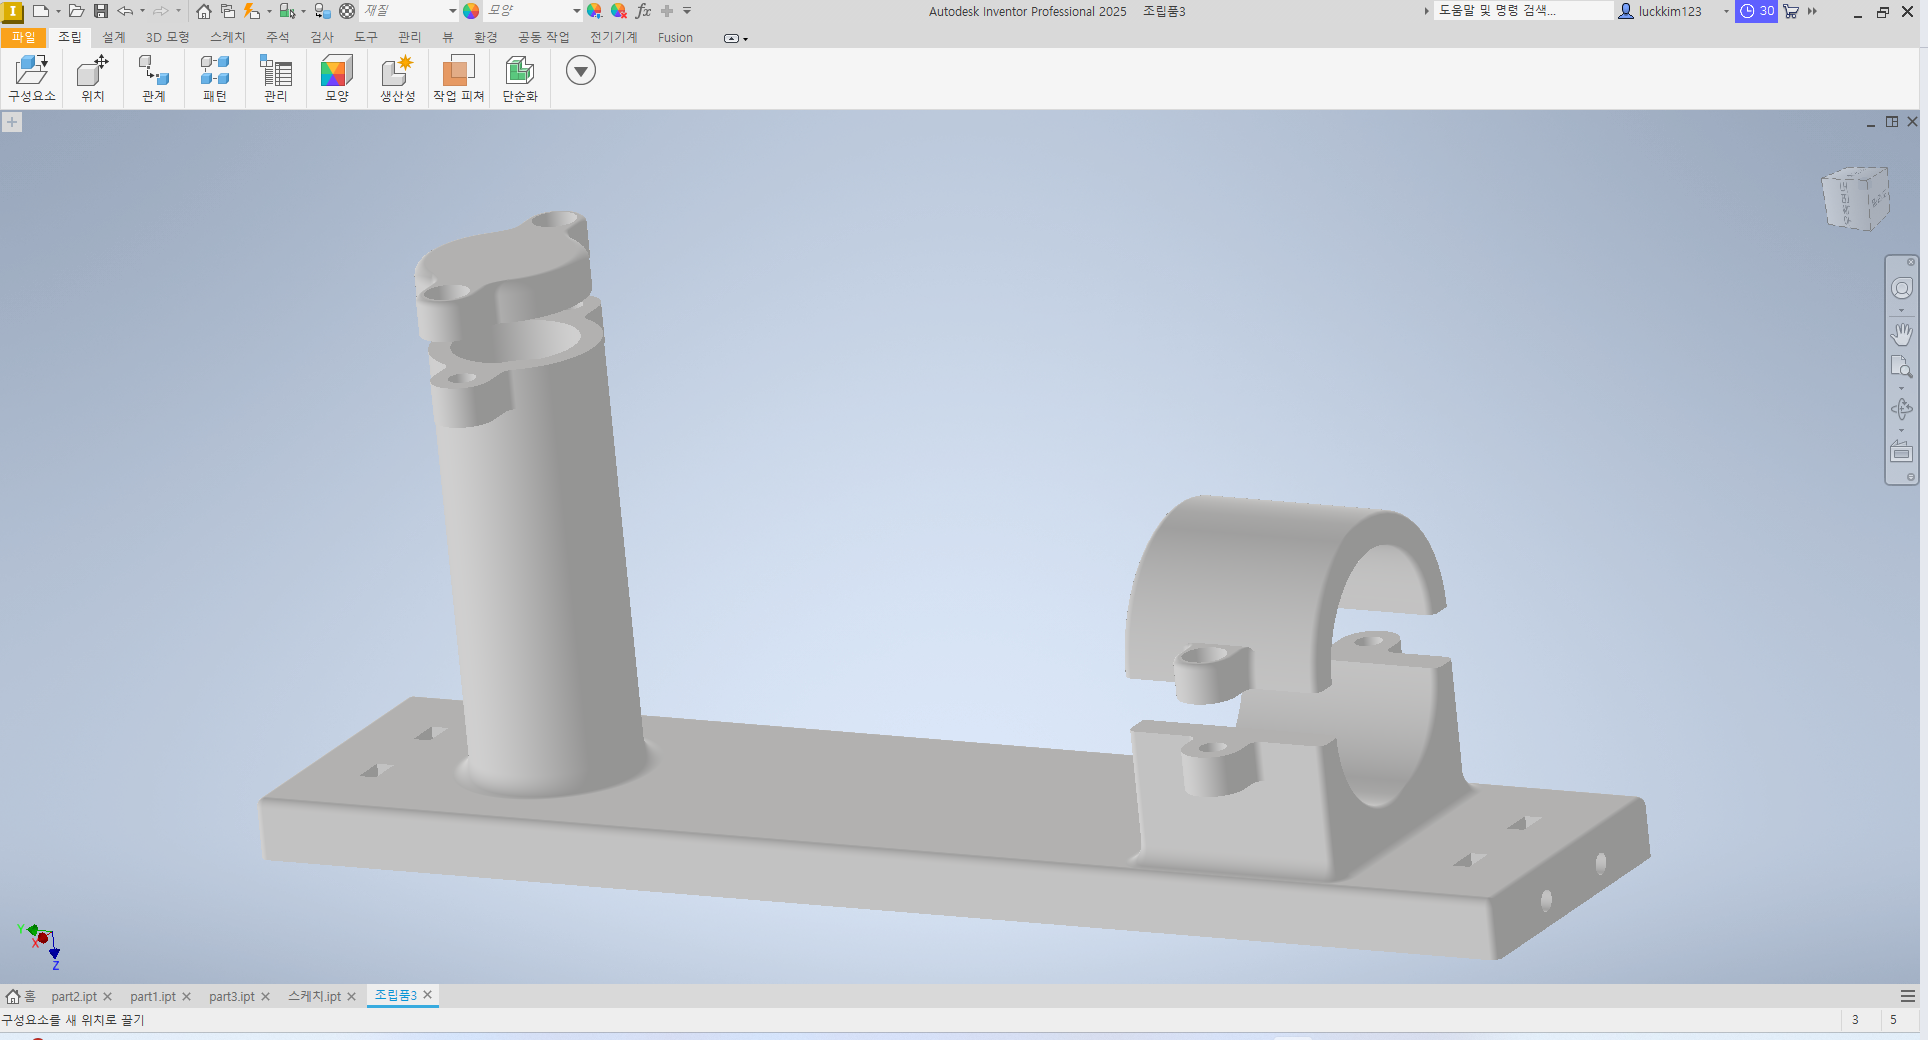 재질
모양
Autodesk Inventor Professional 2025 조립품3
도움말 및 명령 검색...
luckkim123
30
파일 조립 설계 3D 모형 스케치 주석 검사 도구 관리 뷰 환경 공동 작업 전기기계 Fusion
구성요소 위치 관계 패턴 관리 모양 생산성 작업 피쳐 단순화
Y
X
Z
홈 part2.ipt part1.ipt part3.ipt 스케치.ipt 조립품3
구성요소를 새 위치로 끌기
3 5